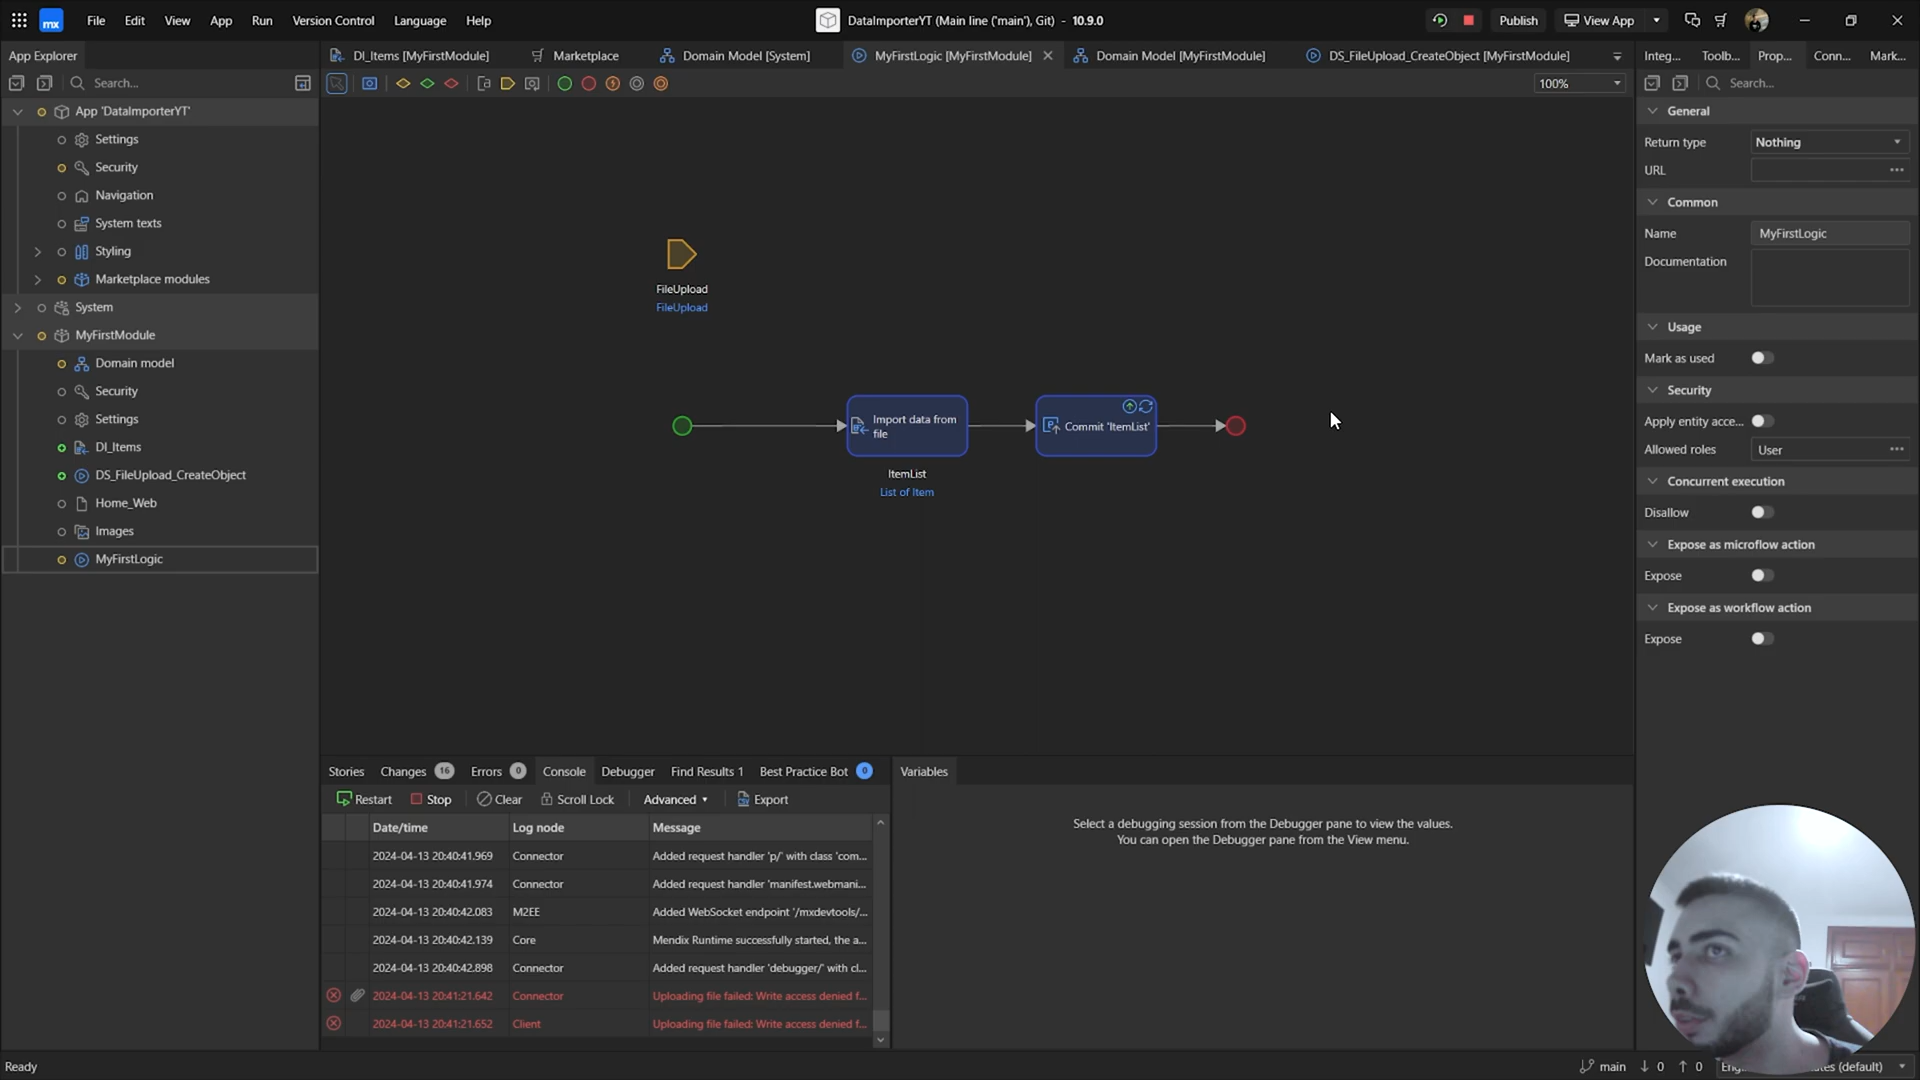 mx File Edit View App Run Version Control Language Help
DataImporterYT (Main line ('main'), Git) - 10.9.0
Publish View App
App Explorer
DI_Items [MyFirstModule] Marketplace Domain Model [System] MyFirstLogic [MyFirstModule] Domain Model [MyFirstModule] DS_FileUpload_CreateObject [MyFirstModule]
Integ... Toolb... Prop... Conn... Mark...
Search...
100%
Search...
App 'DataImporterYT'
Settings
Security
Navigation
System texts
Styling
Marketplace modules
System
MyFirstModule
Domain model
Security
Settings
DI_Items
DS_FileUpload_CreateObject
Home_Web
Images
MyFirstLogic
FileUpload
FileUpload
Import data from
file
ItemList
List of Item
Commit 'ItemList'
General
Return type Nothing
URL
Common
Name MyFirstLogic
Documentation
Usage
Mark as used
Security
Apply entity acce...
Allowed roles User
Concurrent execution
Disallow
Expose as microflow action
Expose
Expose as workflow action
Expose
Stories Changes 16 Errors 0 Console Debugger Find Results 1 Best Practice Bot 0
Variables
Restart Stop Clear Scroll Lock Advanced Export
Date/time Log node Message
2024-04-13 20:40:41.969 Connector Added request handler 'p/' with class 'com...
2024-04-13 20:40:41.974 Connector Added request handler 'manifest.webmani...
2024-04-13 20:40:42.083 M2EE Added WebSocket endpoint '/mxdevtools/...
2024-04-13 20:40:42.139 Core Mendix Runtime successfully started, the a...
2024-04-13 20:40:42.898 Connector Added request handler 'debugger/' with cl...
2024-04-13 20:41:21.642 Connector Uploading file failed: Write access denied f...
2024-04-13 20:41:21.652 Client Uploading file failed: Write access denied f...
Select a debugging session from the Debugger pane to view the values.
You can open the Debugger pane from the View menu.
Ready
main 0 0 (default)